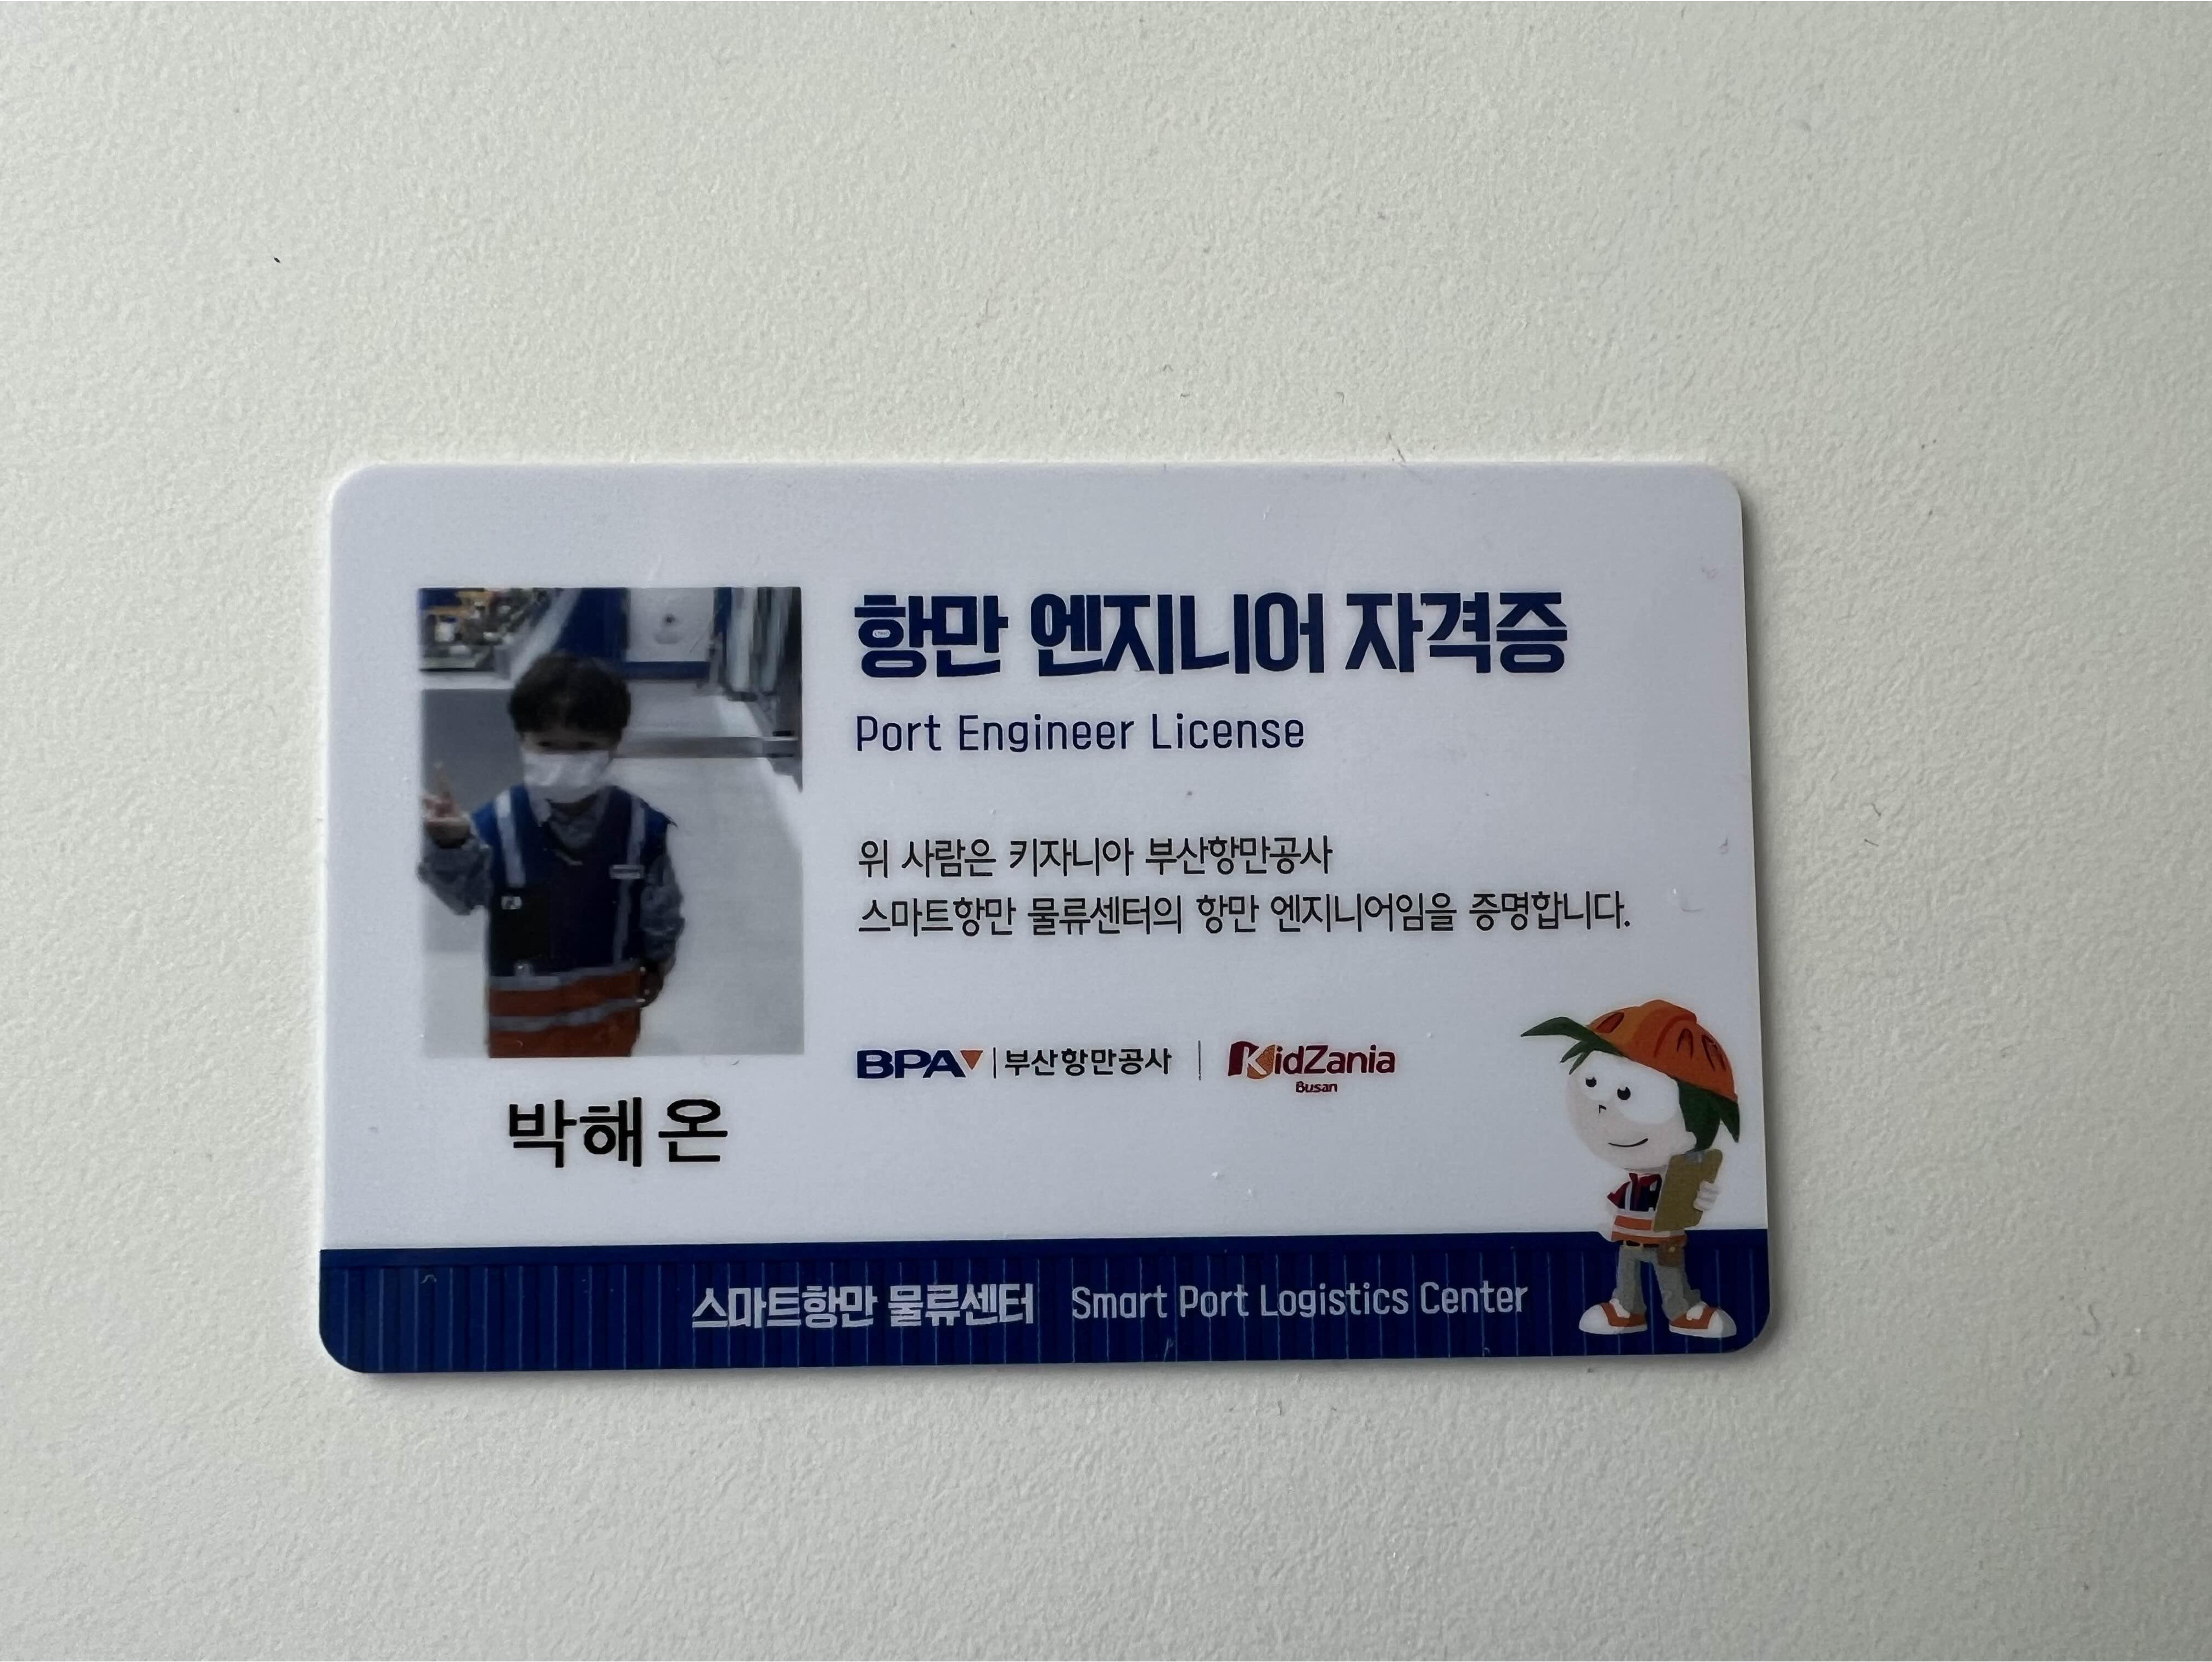 항만 엔지니어 자격증
Port Engineer License
위 사람은 키자니아 부산항만공사
스마트항만 물류센터의 항만 엔지니어임을 증명합니다.
BPA 부산항만공사 KidZania
Busan
박해온
스마트항만 물류센터 Smart Port Logistics Center